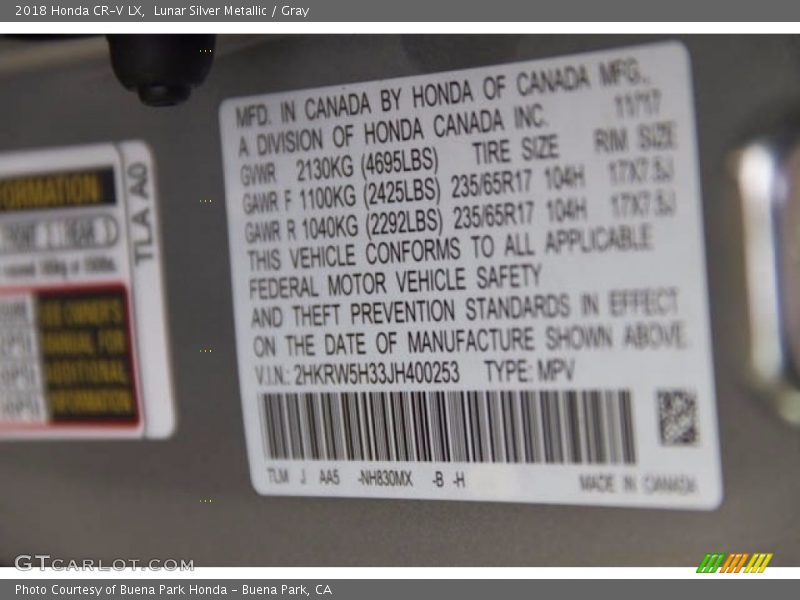 2018 Honda CR-V LX, Lunar Silver Metallic / Gray
MFD. IN CANADA BY HONDA OF CANADA MFG.,
A DIVISION OF HONDA CANADA INC. 11/17
GVWR 2130KG (4695LBS) TIRE SIZE RIM SIZE
GAWR F 1100KG (2425LBS) 235/65R17 104H 17X7.5J
GAWR R 1040KG (2292LBS) 235/65R17 104H 17X7.5J
THIS VEHICLE CONFORMS TO ALL APPLICABLE
FEDERAL MOTOR VEHICLE SAFETY
AND THEFT PREVENTION STANDARDS IN EFFECT
ON THE DATE OF MANUFACTURE SHOWN ABOVE.
V.I.N.: 2HKRW5H33JH400253 TYPE: MPV
TLM J AA5 -NH830MX -B -H
MADE IN CANADA
TLA A0
SEE OWNER'S
MANUAL FOR
ADDITIONAL
INFORMATION
GTCARLOT.COM
Photo Courtesy of Buena Park Honda - Buena Park, CA